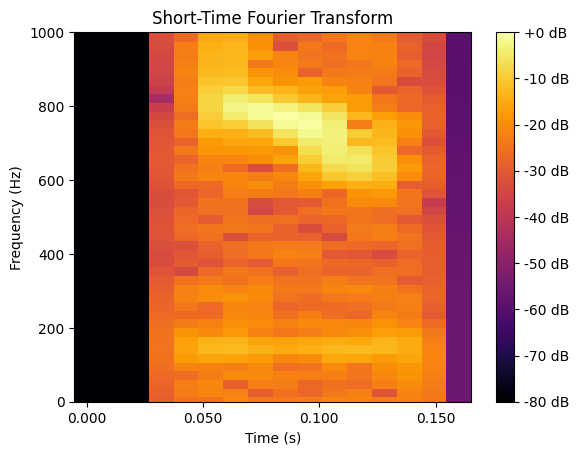 Short-Time Fourier Transform
1000
800
600
400
200
0
Frequency (Hz)
0.000
0.050
0.100
0.150
Time (s)
+0 dB
-10 dB
-20 dB
-30 dB
-40 dB
-50 dB
-60 dB
-70 dB
-80 dB